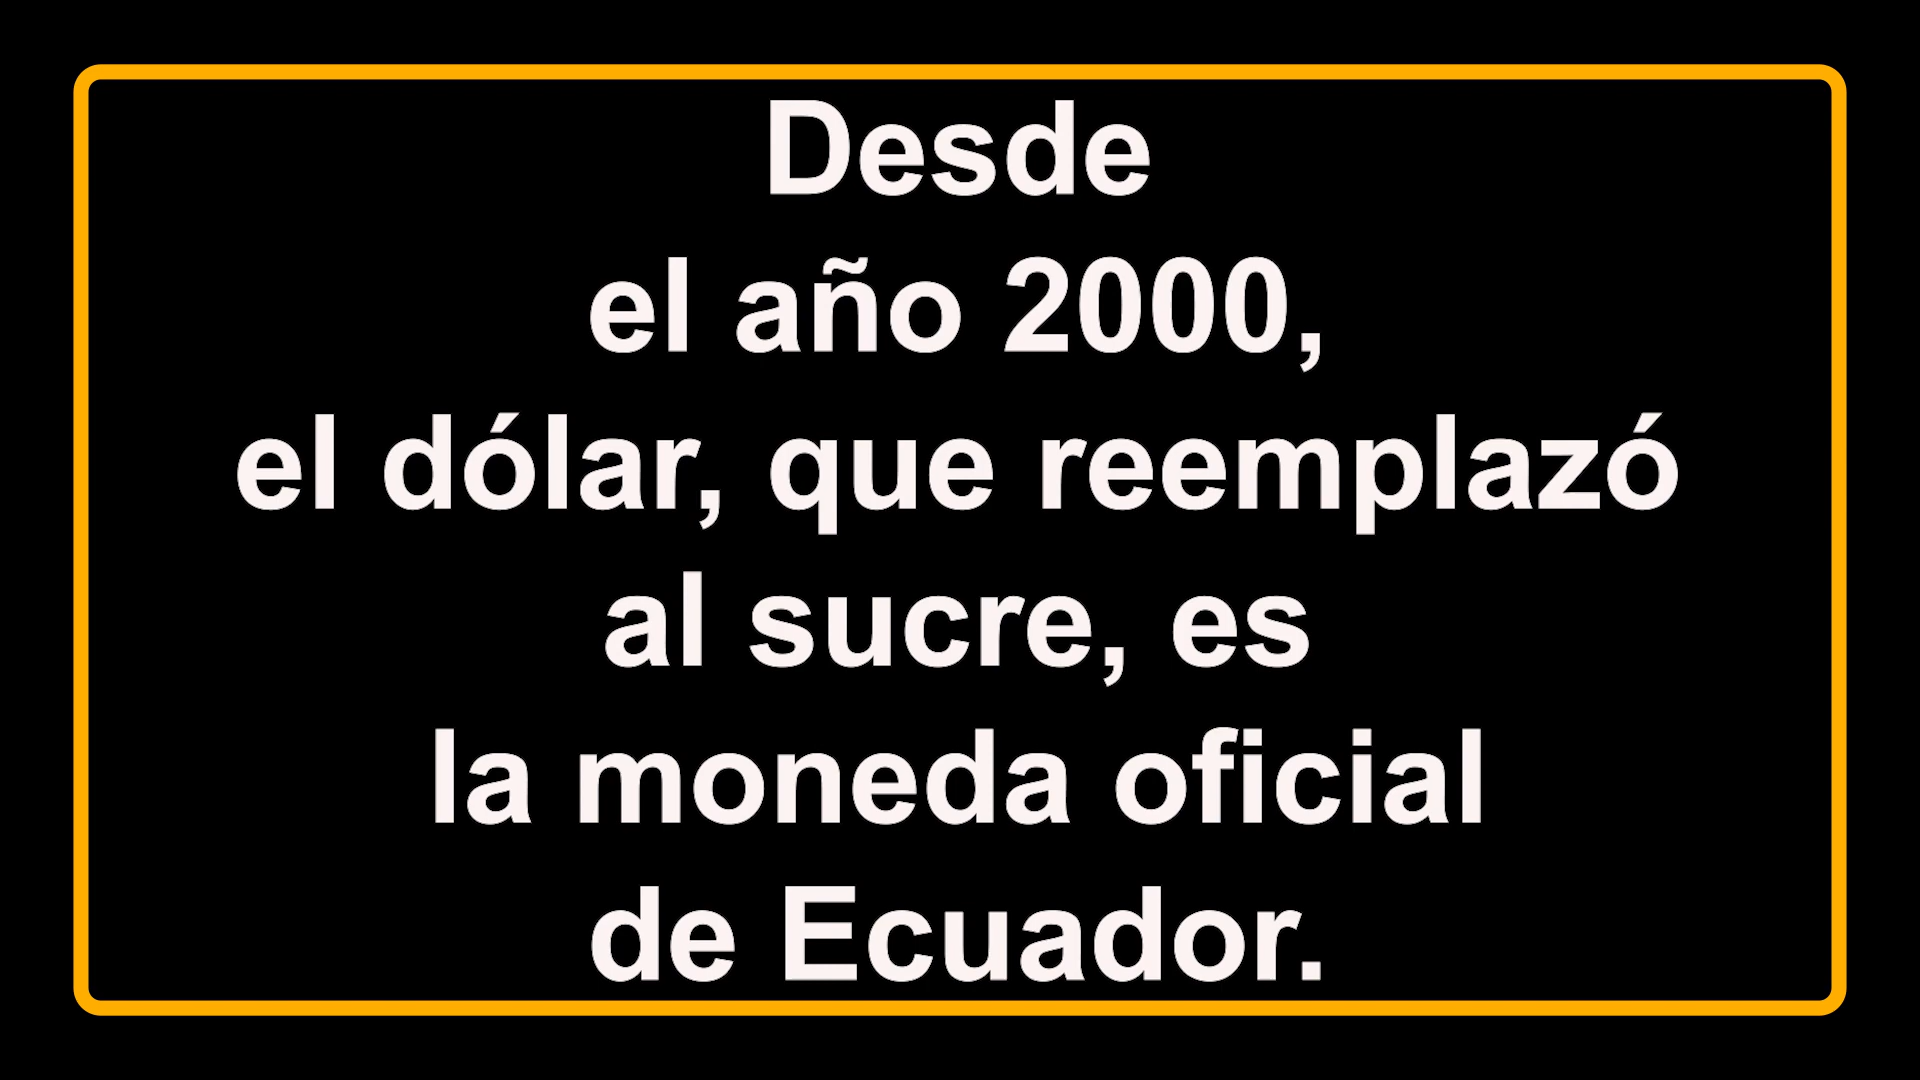 Desde
el año 2000,
el dólar, que reemplazó
al sucre, es
la moneda oficial
de Ecuador.